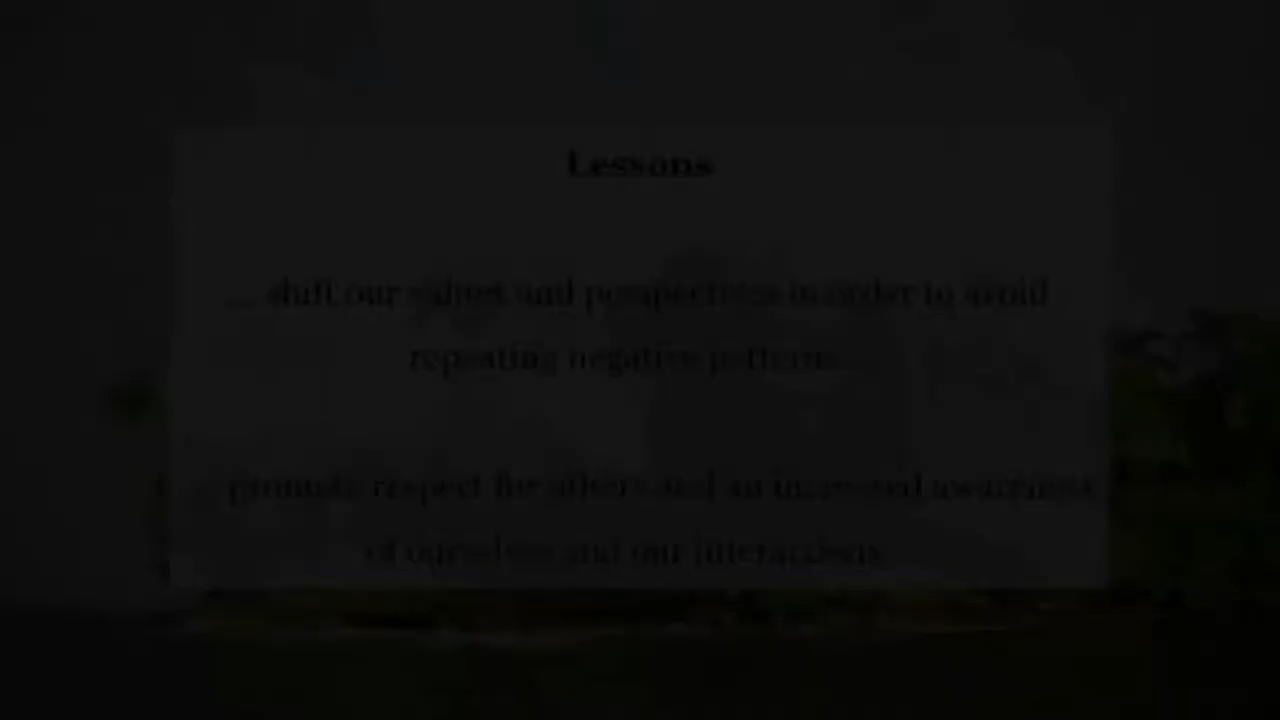 Lessons
... shift our values and perspectives in order to avoid
repeating negative patterns
promote respect for others and an increased awareness
of ourselves and our interactions